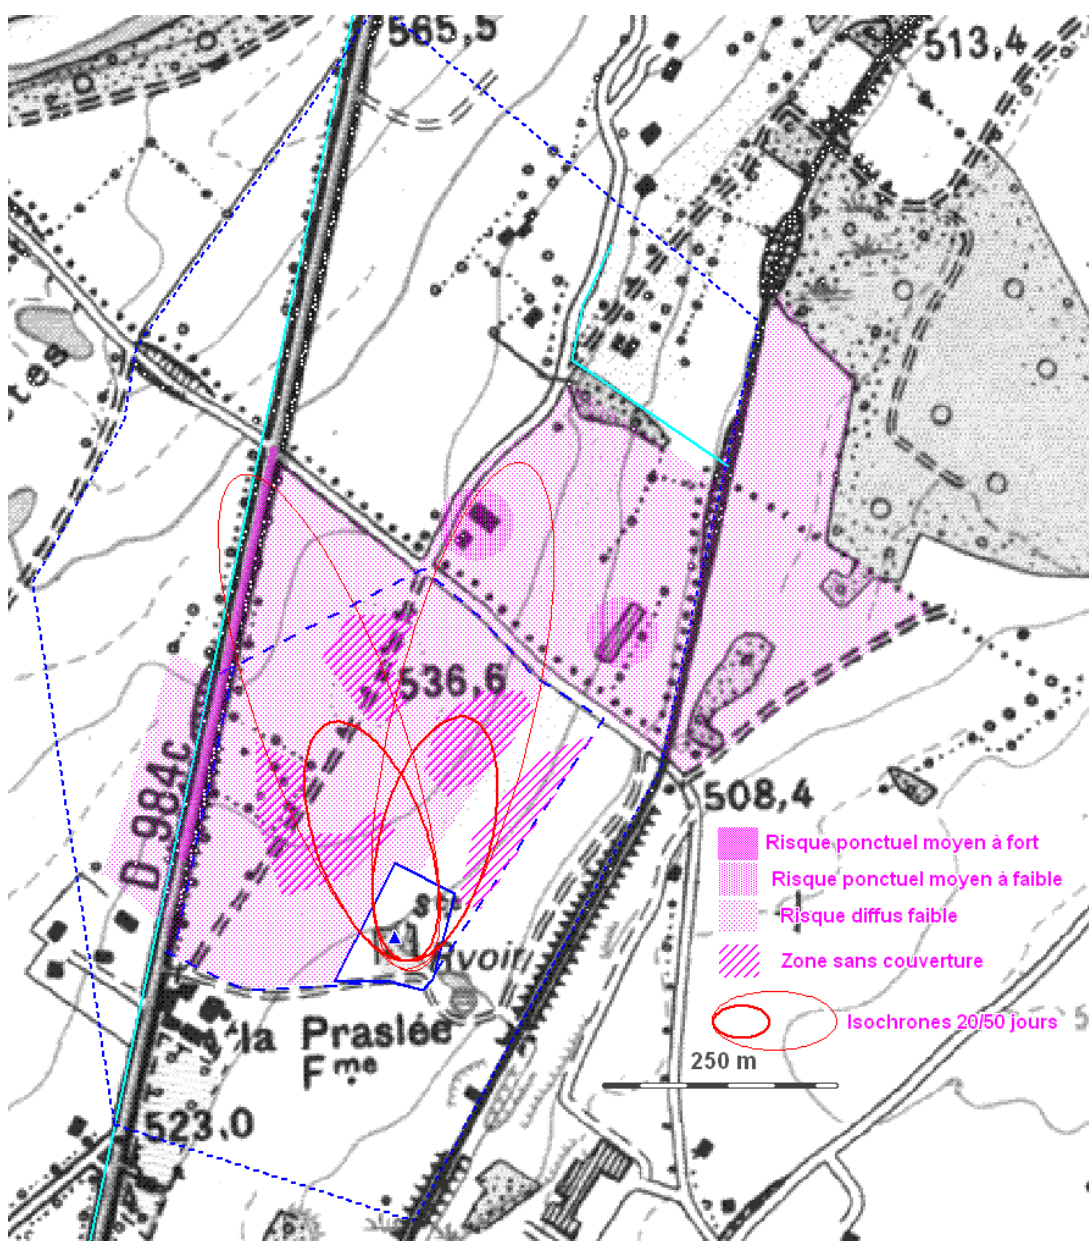 565,5
513,4
536,6
D 984c
508,4
Risque ponctuel moyen à fort
Risque ponctuel moyen à faible
Risque diffus faible
Zone sans couverture
Isochrones 20/50 jours
250 m
la Praslée
Fme
523,0